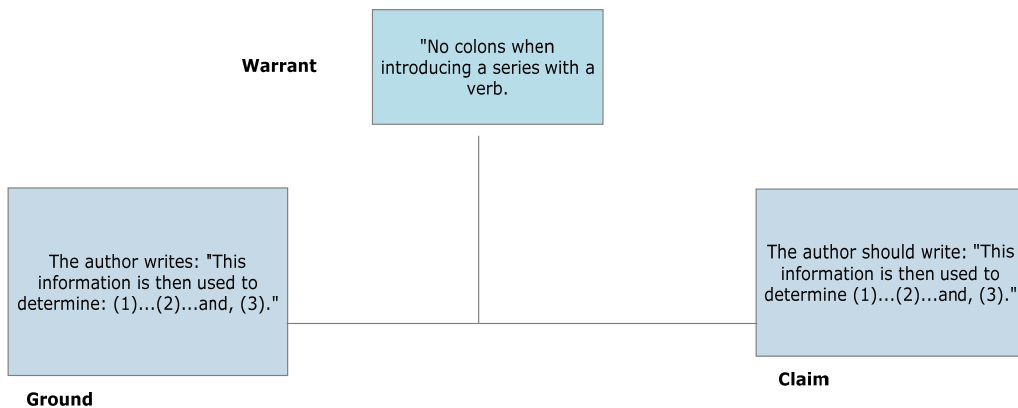 Warrant
"No colons when
introducing a series with a
verb.
The author writes: "This
information is then used to
determine: (1)...(2)...and, (3)."
The author should write: "This
information is then used to
determine (1)...(2)...and, (3)."
Ground
Claim